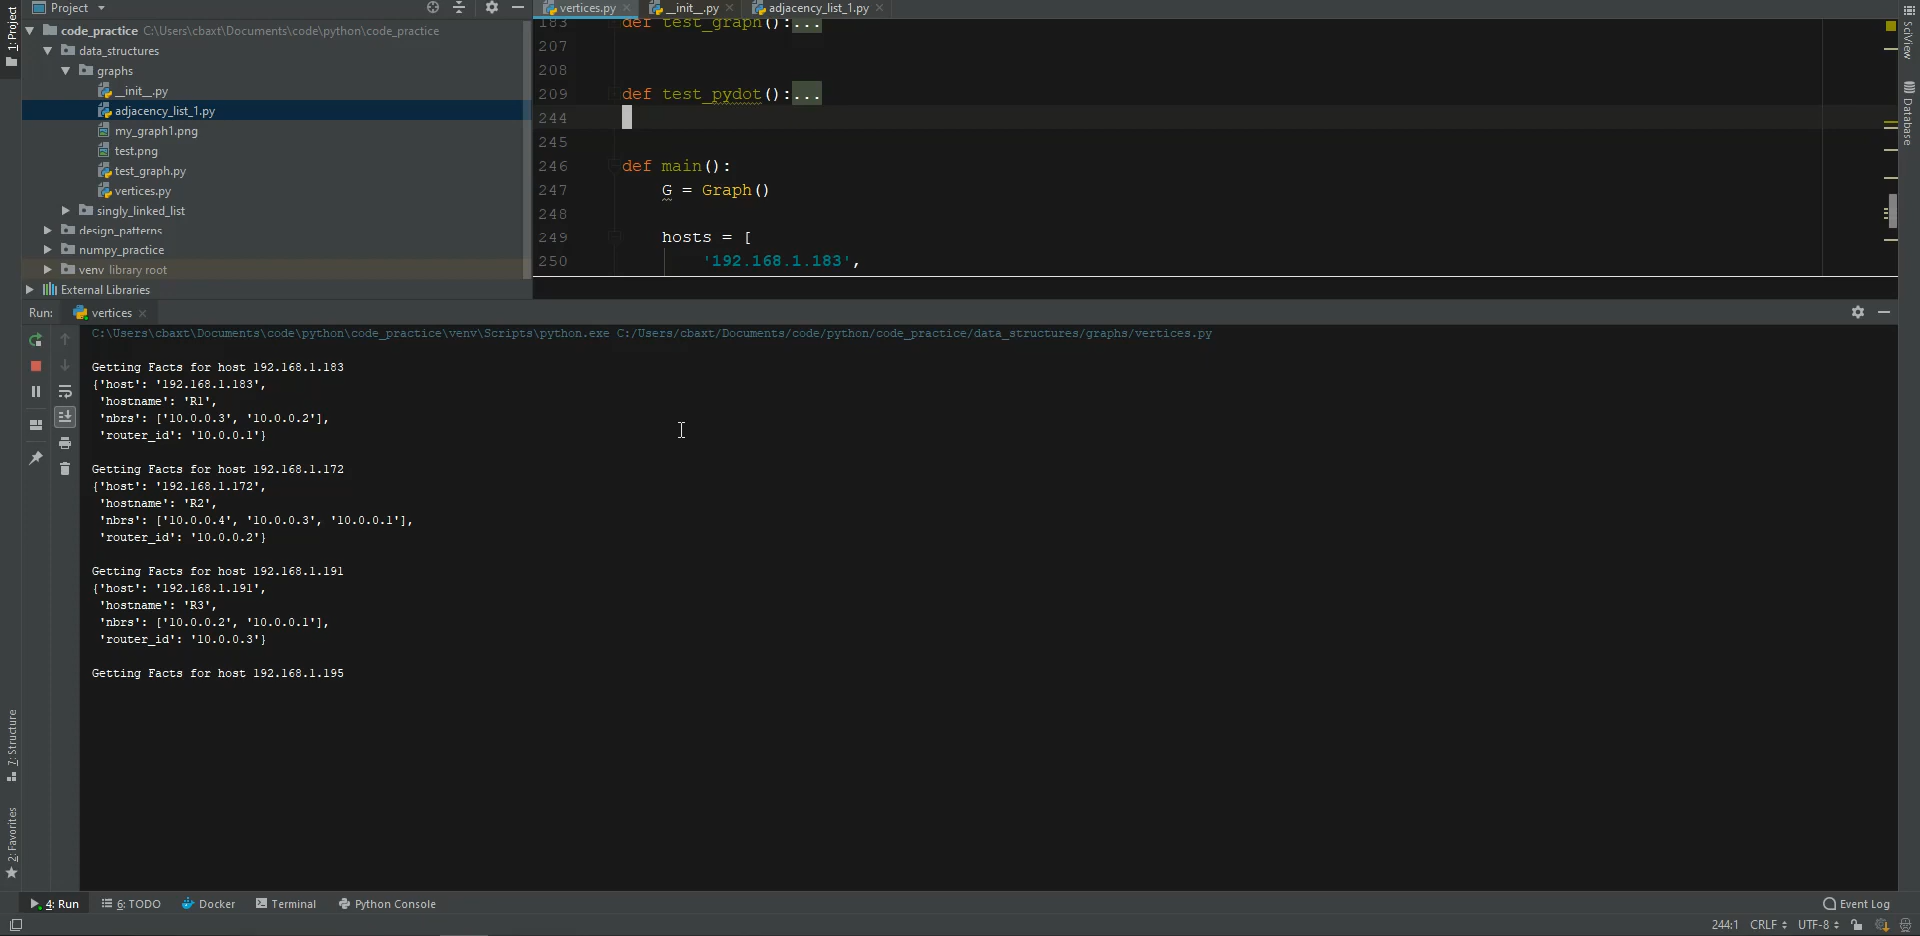 Project
vertices.py
__init__.py
adjacency_list_1.py
1: Project
code_practice C:\Users\cbaxt\Documents\code\python\code_practice
data_structures
graphs
__init__.py
adjacency_list_1.py
my_graph1.png
test.png
test_graph.py
vertices.py
singly_linked_list
design_patterns
numpy_practice
venv library root
External Libraries
183 def test_graph():...
207
208
209 def test_pydot():...
244
245
246 def main():
247 G = Graph()
248
249 hosts = [
250 '192.168.1.183',
SciView
Database
Run: vertices
C:\Users\cbaxt\Documents\code\python\code_practice\venv\Scripts\python.exe C:/Users/cbaxt/Documents/code/python/code_practice/data_structures/graphs/vertices.py
Getting Facts for host 192.168.1.183
{'host': '192.168.1.183',
'hostname': 'R1',
'nbrs': ['10.0.0.3', '10.0.0.2'],
'router_id': '10.0.0.1'}
Getting Facts for host 192.168.1.172
{'host': '192.168.1.172',
'hostname': 'R2',
'nbrs': ['10.0.0.4', '10.0.0.3', '10.0.0.1'],
'router_id': '10.0.0.2'}
Getting Facts for host 192.168.1.191
{'host': '192.168.1.191',
'hostname': 'R3',
'nbrs': ['10.0.0.2', '10.0.0.1'],
'router_id': '10.0.0.3'}
Getting Facts for host 192.168.1.195
7: Structure
2: Favorites
4: Run
6: TODO
Docker
Terminal
Python Console
Event Log
244:1 CRLF UTF-8